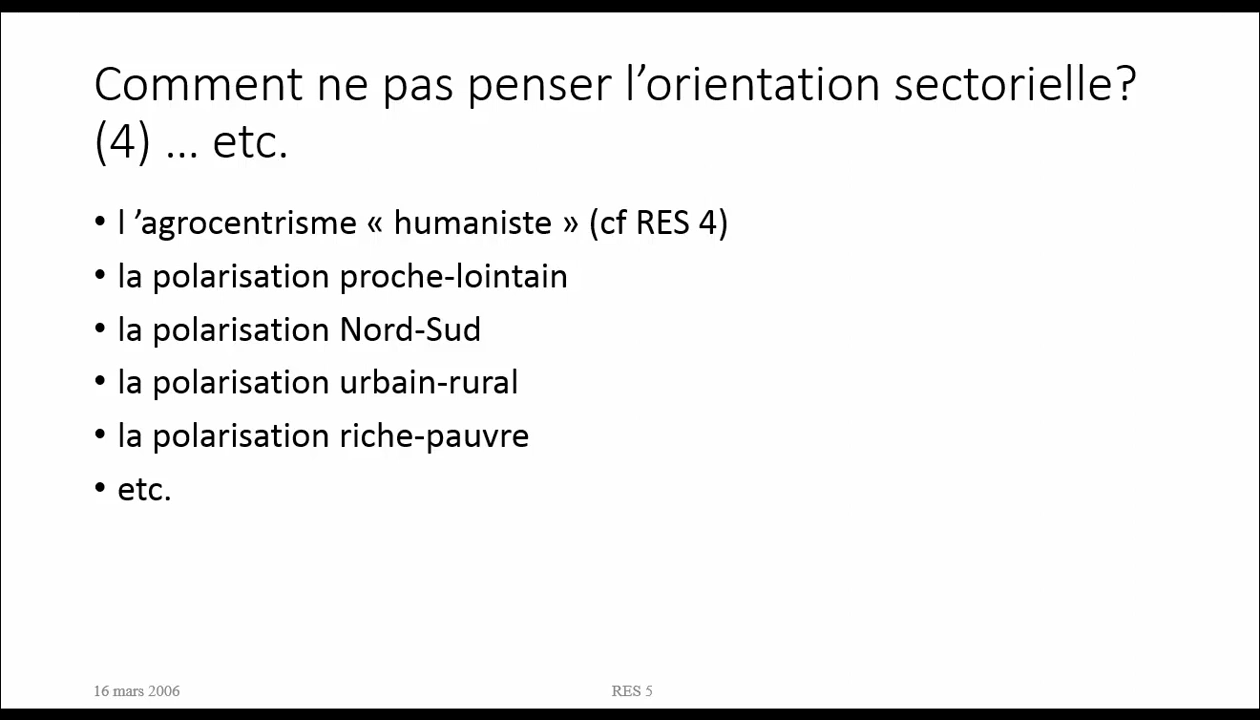 Comment ne pas penser l’orientation sectorielle?
(4) … etc.
• l ’agrocentrisme « humaniste » (cf RES 4)
• la polarisation proche-lointain
• la polarisation Nord-Sud
• la polarisation urbain-rural
• la polarisation riche-pauvre
• etc.
16 mars 2006
RES 5